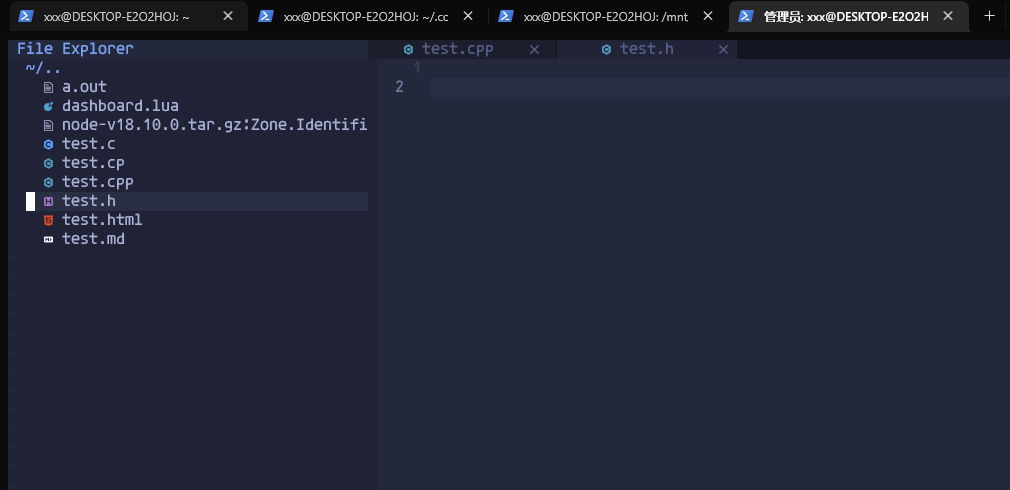 xxx@DESKTOP-E2O2HOJ: ~
xxx@DESKTOP-E2O2HOJ: ~/.cc
xxx@DESKTOP-E2O2HOJ: /mnt
管理员: xxx@DESKTOP-E2O2H
File Explorer
test.cpp
test.h
~/..
1
a.out
2
dashboard.lua
node-v18.10.0.tar.gz:Zone.Identifi
test.c
test.cp
test.cpp
test.h
test.html
test.md